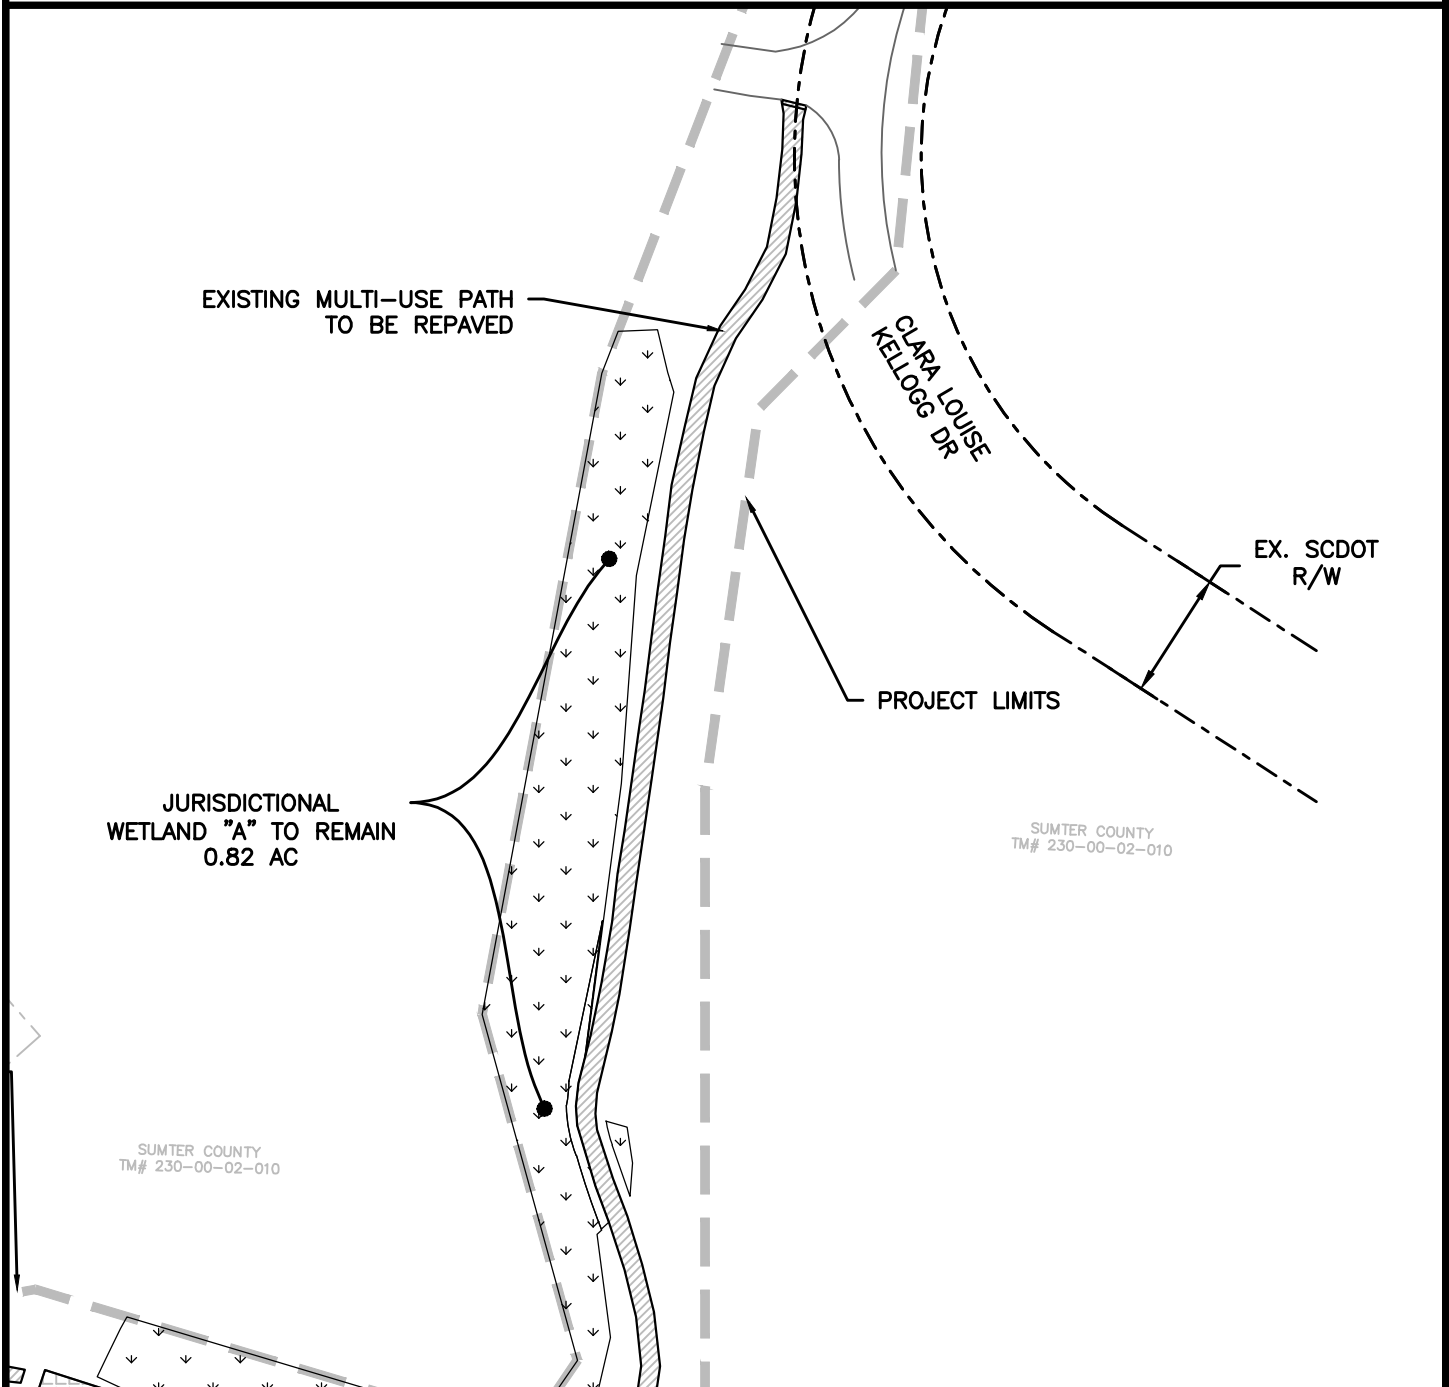 EXISTING MULTI-USE PATH
TO BE REPAVED
CLARA LOUISE
KELLOGG DR
EX. SCDOT
R/W
PROJECT LIMITS
JURISDICTIONAL
WETLAND "A" TO REMAIN
0.82 AC
SUMTER COUNTY
TM# 230-00-02-010
SUMTER COUNTY
TM# 230-00-02-010